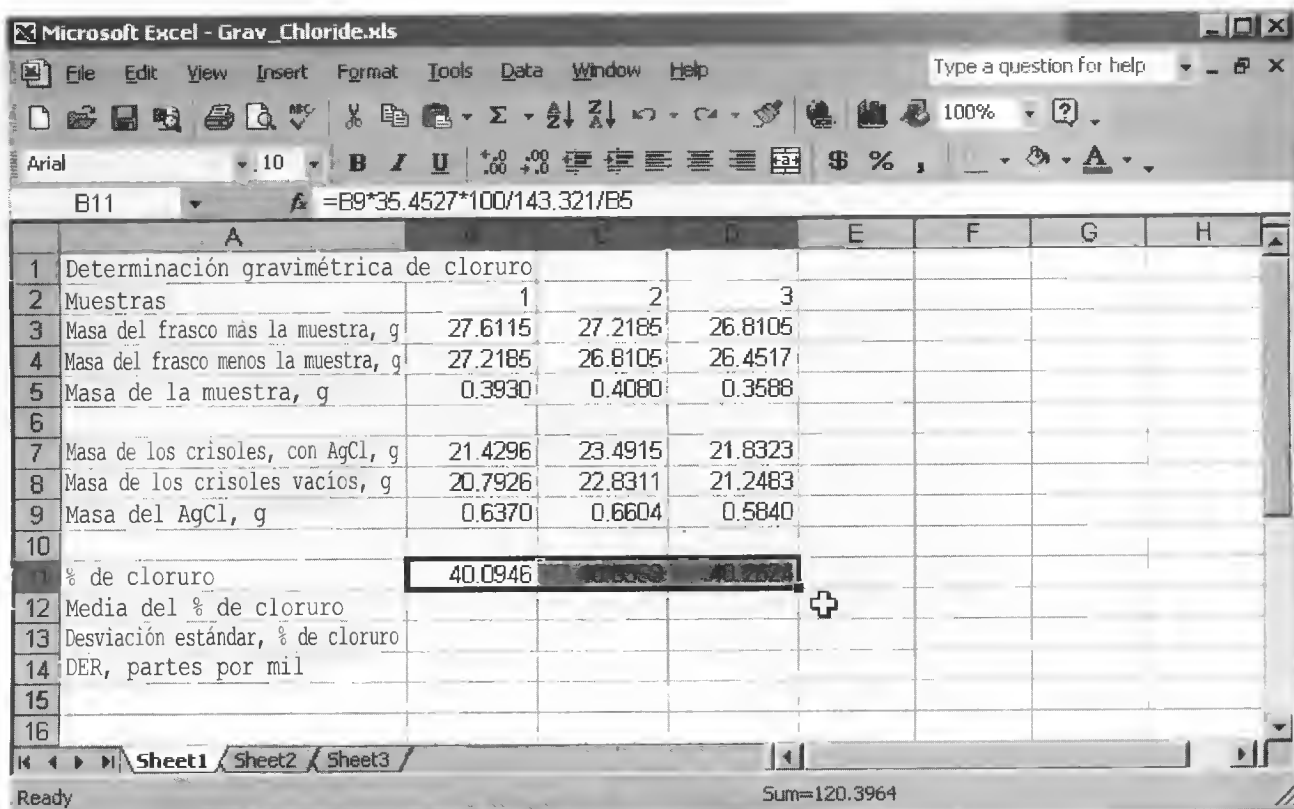 Microsoft Excel - Grav_Chloride.xls
File Edit View Insert Format Tools Data Window Help Type a question for help
100%
Arial 10 B I U $ % , A
B11 fx =B9*35.4527*100/143.321/B5
A E F G H
1 Determinación gravimétrica de cloruro
2 Muestras 1 2 3
3 Masa del frasco más la muestra, g 27.6115 27.2185 26.8105
4 Masa del frasco menos la muestra, g 27.2185 26.8105 26.4517
5 Masa de la muestra, g 0.3930 0.4080 0.3588
6
7 Masa de los crisoles, con AgCl, g 21.4296 23.4915 21.8323
8 Masa de los crisoles vacíos, g 20.7926 22.8311 21.2483
9 Masa del AgCl, g 0.6370 0.6604 0.5840
10
% de cloruro 40.0946
12 Media del % de cloruro
13 Desviación estándar, % de cloruro
14 DER, partes por mil
15
16
Sheet1 Sheet2 Sheet3
Ready Sum=120.3964